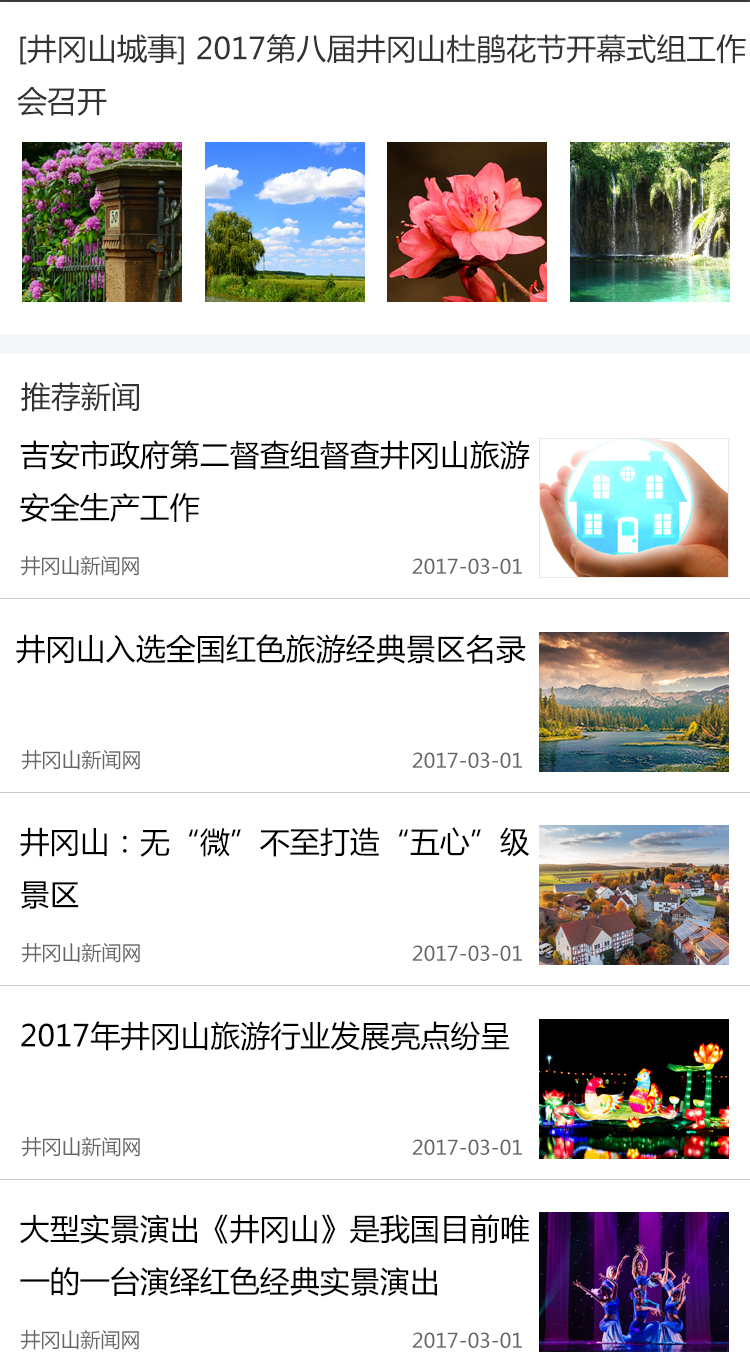 [井冈山城事] 2017第八届井冈山杜鹃花节开幕式组工作
会召开
50
推荐新闻
吉安市政府第二督查组督查井冈山旅游
安全生产工作
井冈山新闻网 2017-03-01
井冈山入选全国红色旅游经典景区名录
井冈山新闻网 2017-03-01
井冈山：无“微”不至打造“五心”级
景区
井冈山新闻网 2017-03-01
2017年井冈山旅游行业发展亮点纷呈
井冈山新闻网 2017-03-01
大型实景演出《井冈山》是我国目前唯
一的一台演绎红色经典实景演出
井冈山新闻网 2017-03-01